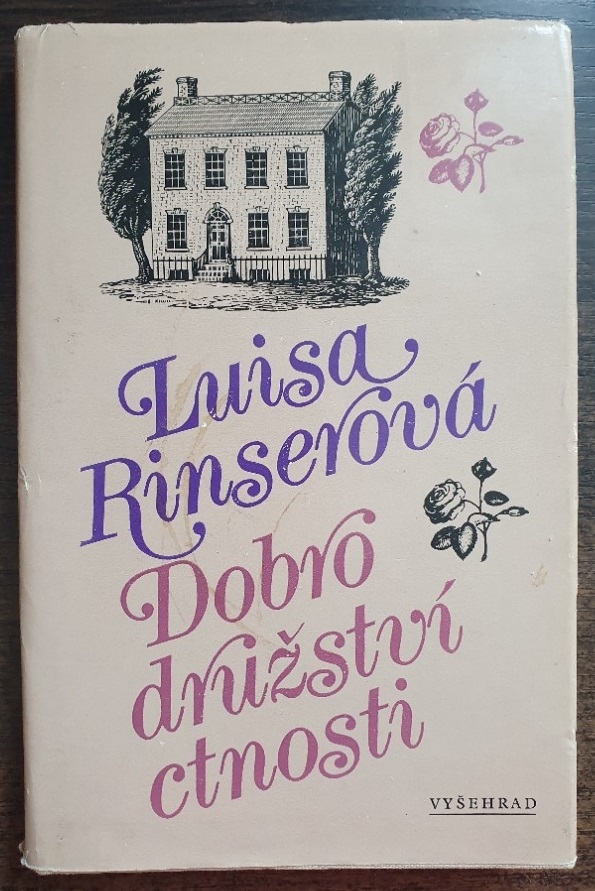 Luisa
Rinserová
Dobro
družství
ctnosti
VYŠEHRAD